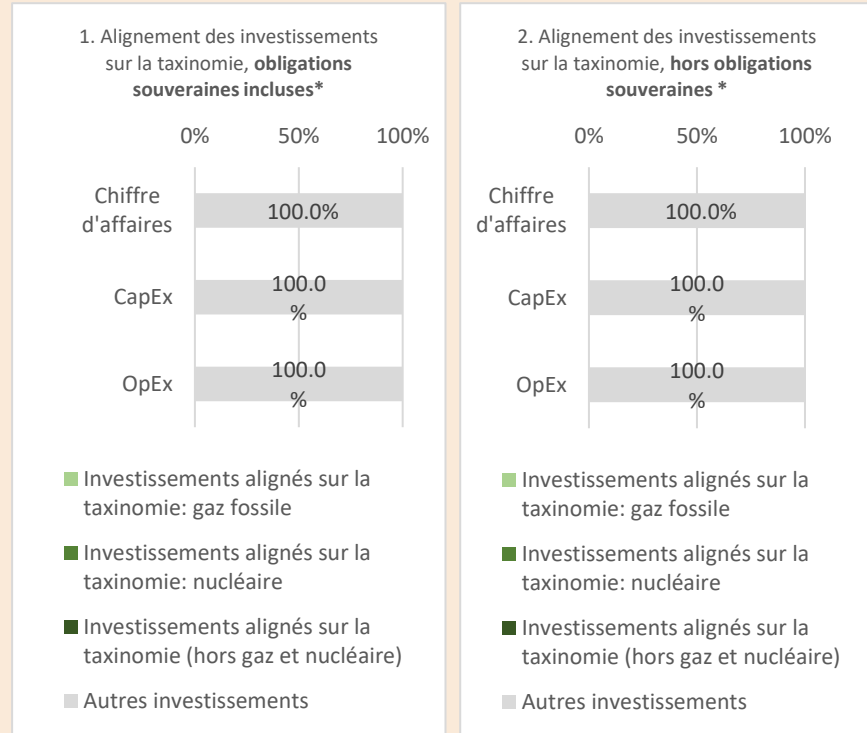 1. Alignement des investissements
sur la taxinomie, obligations
souveraines incluses*
0% 50% 100%
Chiffre
d'affaires
100.0%
CapEx
100.0
%
OpEx
100.0
%
Investissements alignés sur la
taxinomie: gaz fossile
Investissements alignés sur la
taxinomie: nucléaire
Investissements alignés sur la
taxinomie (hors gaz et nucléaire)
Autres investissements
2. Alignement des investissements
sur la taxinomie, hors obligations
souveraines *
0% 50% 100%
Chiffre
d'affaires
100.0%
CapEx
100.0
%
OpEx
100.0
%
Investissements alignés sur la
taxinomie: gaz fossile
Investissements alignés sur la
taxinomie: nucléaire
Investissements alignés sur la
taxinomie (hors gaz et nucléaire)
Autres investissements